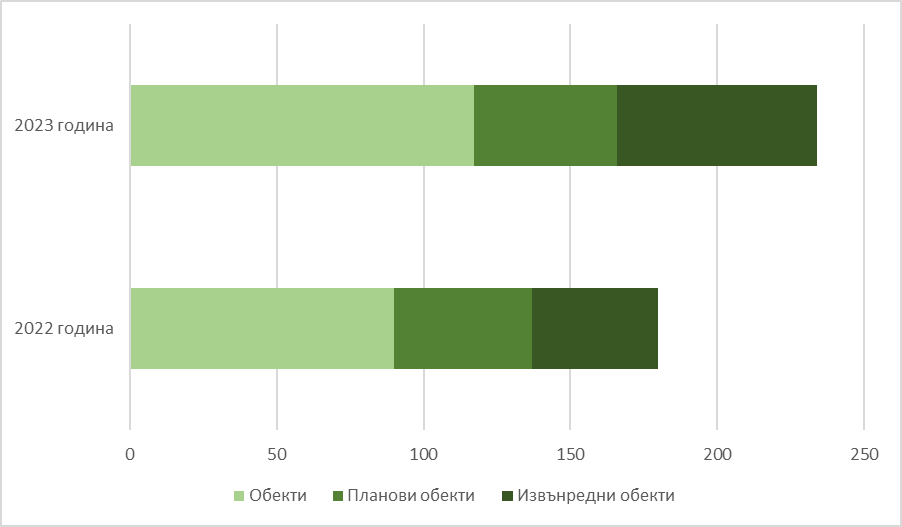 2023 година
2022 година
0 50 100 150 200 250
Обекти Планови обекти Извънредни обекти